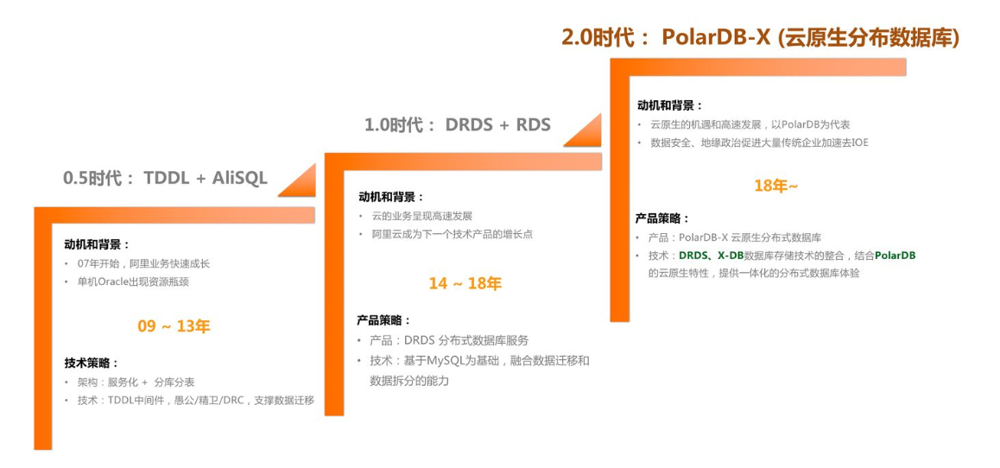 0.5时代： TDDL + AliSQL
动机和背景：
• 07年开始，阿里业务快速成长
• 单机Oracle出现资源瓶颈
09 ~ 13年
技术策略：
• 架构：服务化 + 分库分表
• 技术：TDDL中间件，愚公/精卫/DRC，支撑数据迁移
1.0时代： DRDS + RDS
动机和背景：
• 云的业务呈现高速发展
• 阿里云成为下一个技术产品的增长点
14 ~ 18年
产品策略：
• 产品：DRDS 分布式数据库服务
• 技术：基于MySQL为基础，融合数据迁移和
数据拆分的能力
2.0时代： PolarDB-X (云原生分布数据库)
动机和背景：
• 云原生的机遇和高速发展，以PolarDB为代表
• 数据安全、地缘政治促进大量传统企业加速去IOE
18年~
产品策略：
• 产品：PolarDB-X 云原生分布式数据库
• 技术：DRDS、X-DB数据库存储技术的整合，结合PolarDB
的云原生特性，提供一体化的分布式数据库体验